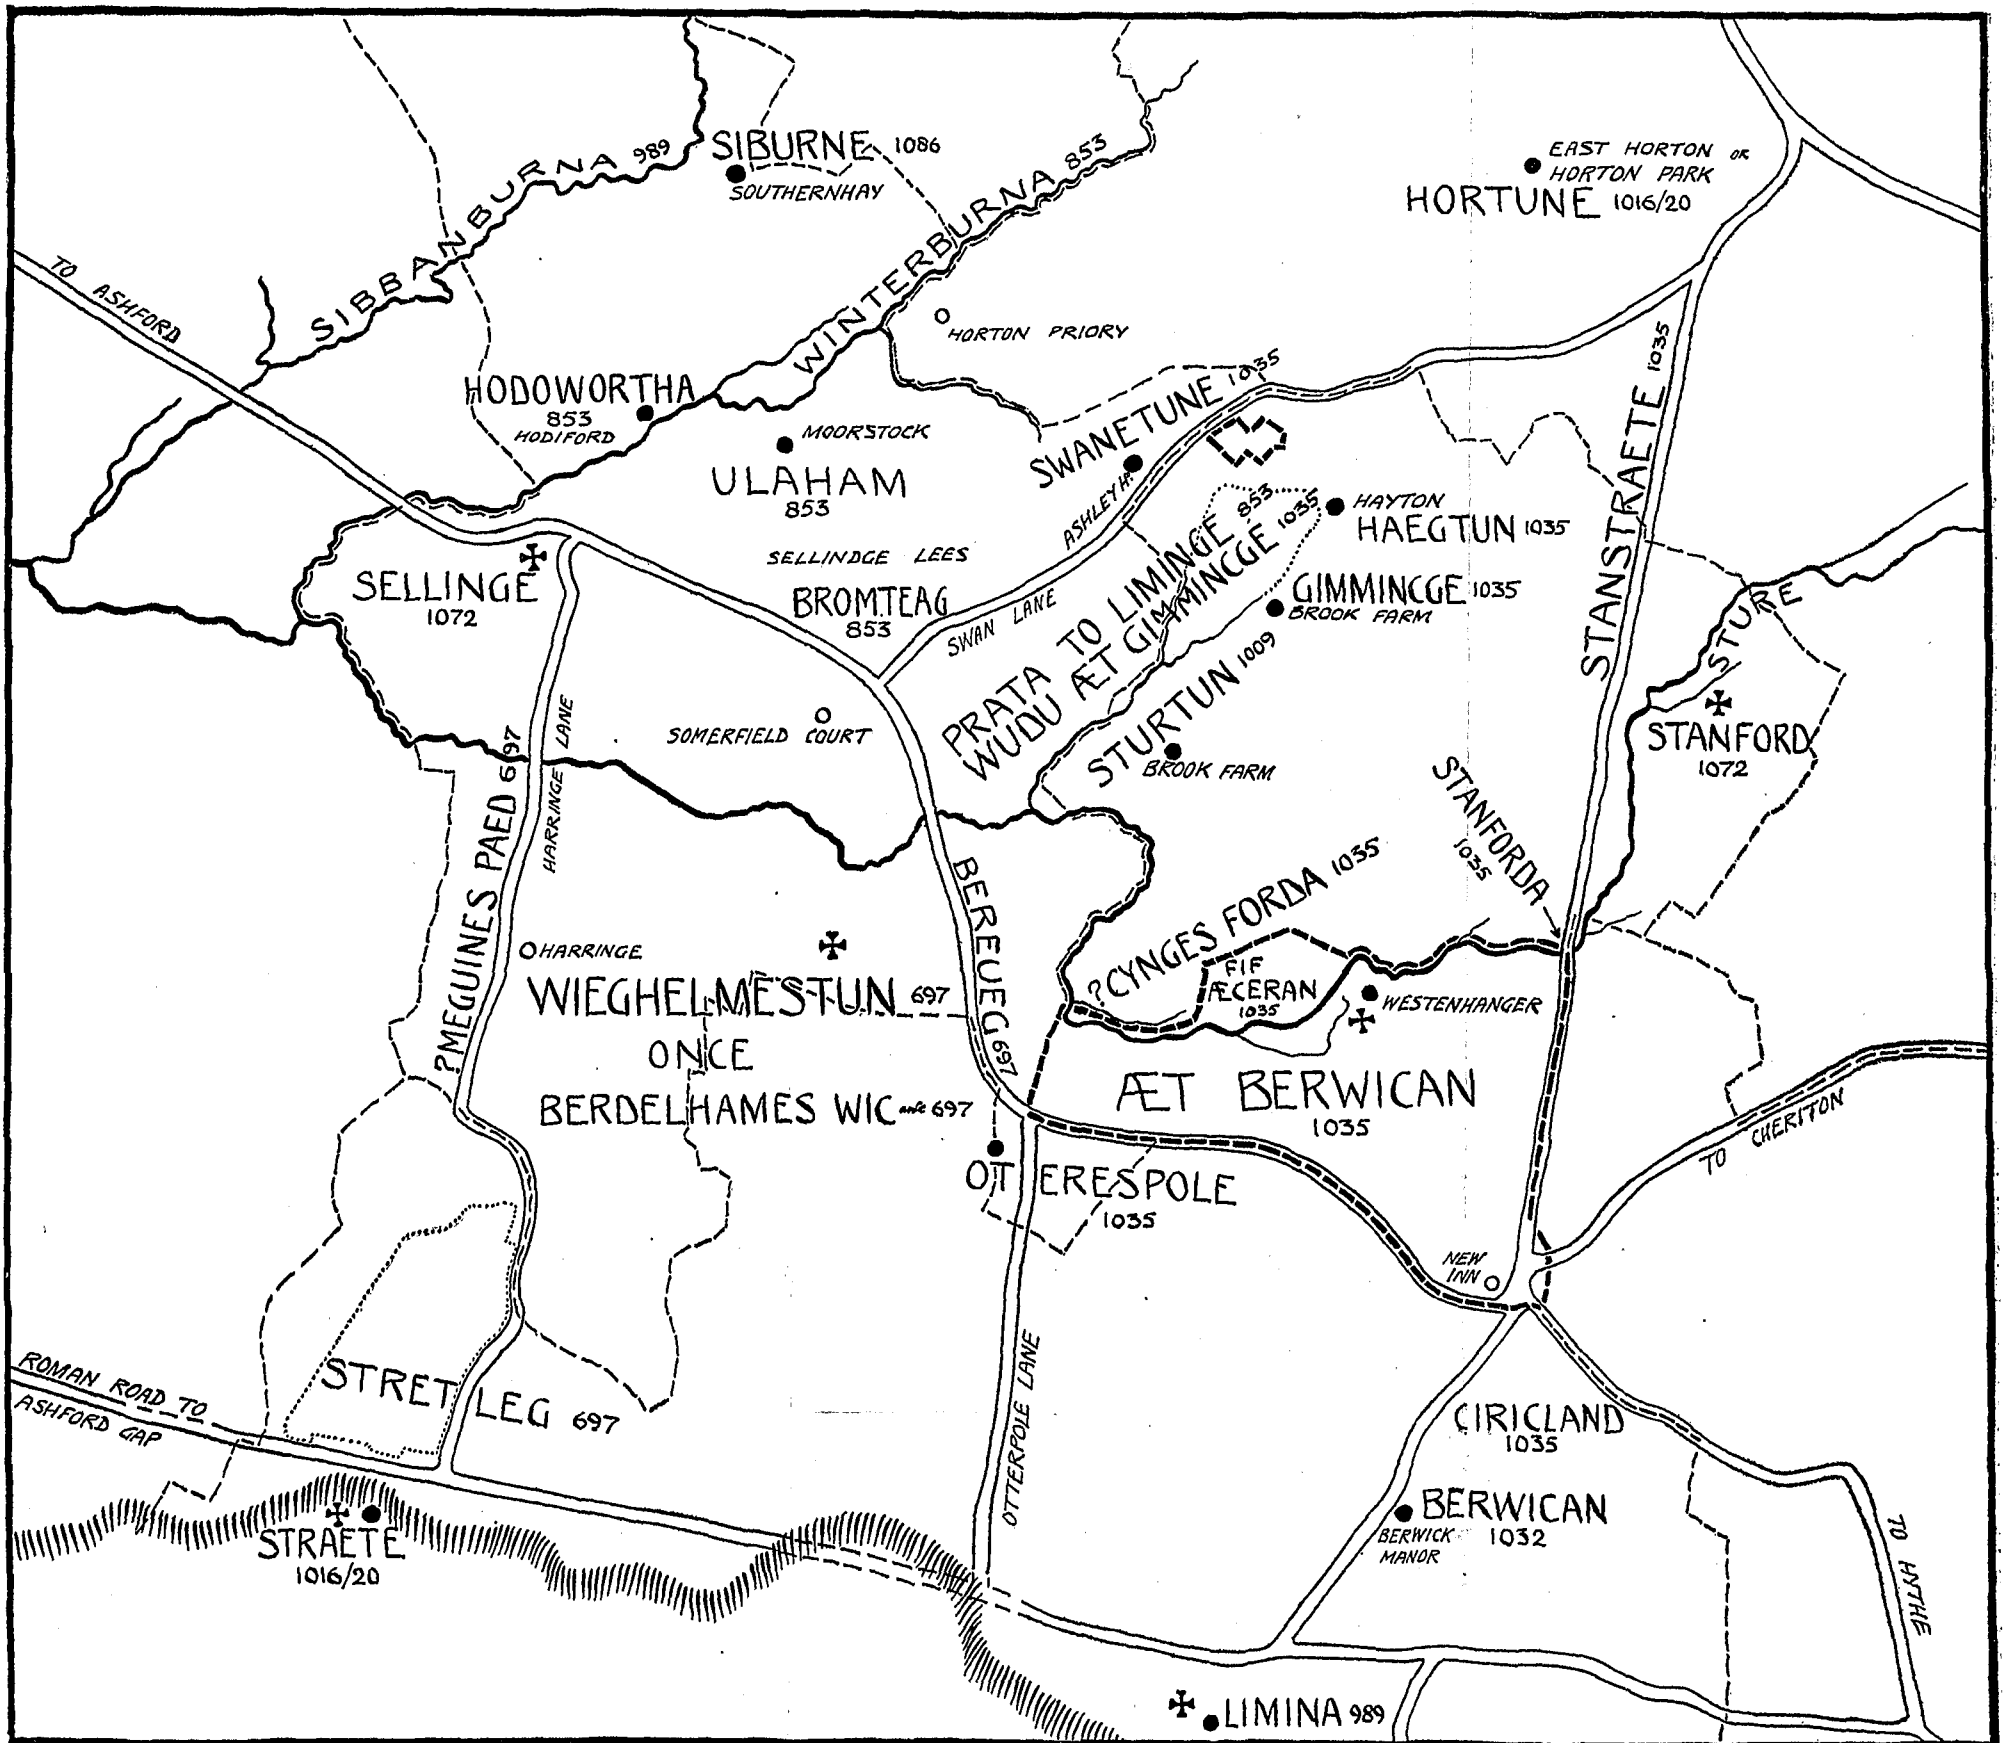 SIBBANBURNA 989
SIBURNE 1086
SOUTHERNHAY
WINTERBURNA 853
EAST HORTON OR
HORTON PARK
HORTUNE 1016/20
TO ASHFORD
HORTON PRIORY
HODOWORTHA
853
HODIFORD
MOORSTOCK
ULAHAM
853
SWANETUNE 1035
ASHLEY HO.
STANSTRAETE 1035
HAYTON
HAEGTUN 1035
GIMMINCGE 1035
BROOK FARM
PRATA TO LIMINGE 853
WUDU ÆT GIMMINCGE 1035
SELLINGE
1072
SELLINDGE LEES
BROMTEAG
853
SWAN LANE
STURE
STANFORD
1072
STURTUN 1009
BROOK FARM
SOMERFIELD COURT
HARRINGE LANE
HARRINGE LANE
?MEGUINES PAED 697
STANFORDA
1035
BEREUEG 697
?CYNGES FORDA 1035
FIF
ÆCERAN
1035
WESTENHANGER
HARRINGE
WIEGHELMESTUN 697
ONCE
BERDELHAMES WIC ante 697
ÆT BERWICAN
1035
TO CHERITON
OTERESPOLE
1035
NEW
INN
OTTERPOLE LANE
ROMAN ROAD TO
ASHFORD GAP
STRETLEG 697
CIRICLAND
1035
BERWICAN
1032
BERWICK
MANOR
TO HYTHE
STRAETE
1016/20
LIMINA 989